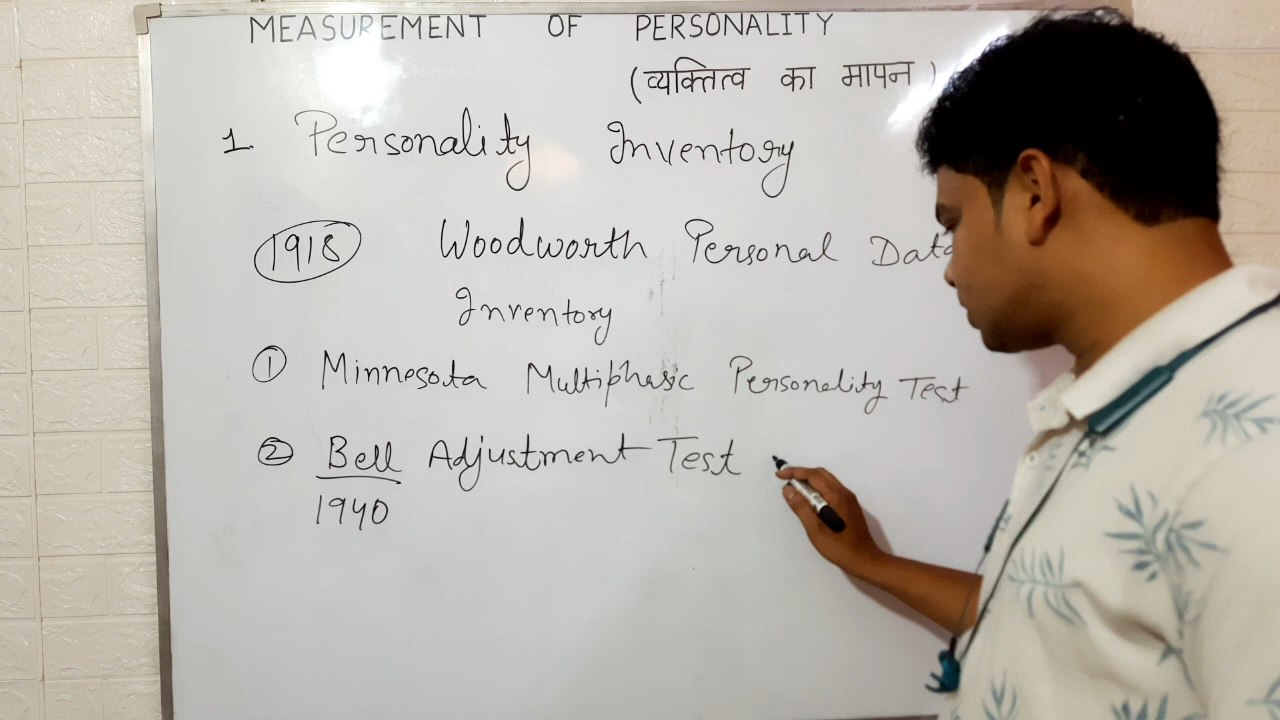 MEASUREMENT OF PERSONALITY
(व्यक्तित्व का मापन)
1. Personality Inventory
1918 Woodworth Personal Data
Inventory
① Minnesota Multiphasic Personality Test
② Bell Adjustment Test
1940